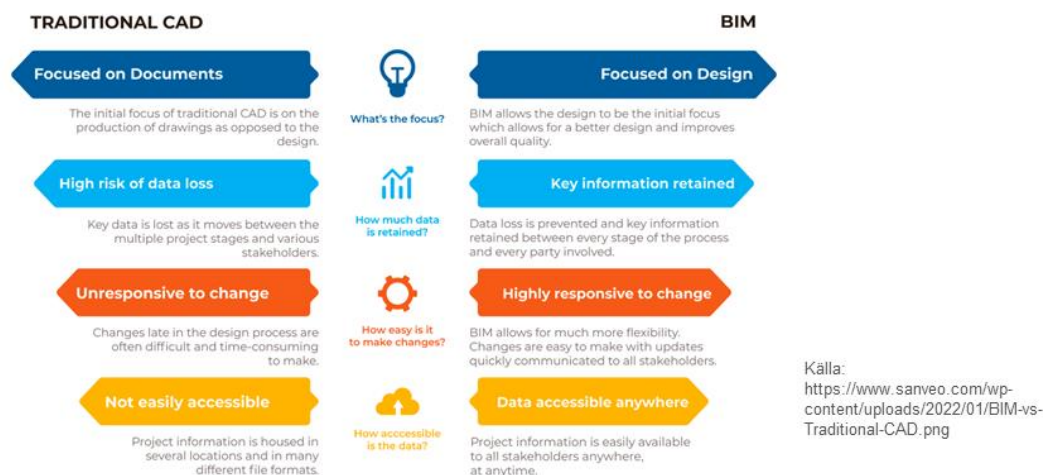 TRADITIONAL CAD
BIM
Focused on Documents
Focused on Design
The initial focus of traditional CAD is on the
production of drawings as opposed to the
design.
What's the focus?
BIM allows the design to be the initial focus
which allows for a better design and improves
overall quality.
High risk of data loss
Key information retained
Key data is lost as it moves between the
multiple project stages and various
stakeholders.
How much data
is retained?
Data loss is prevented and key information
retained between every stage of the process
and every party involved.
Unresponsive to change
Highly responsive to change
Changes late in the design process are
often difficult and time-consuming
to make.
How easy is it
to make changes?
BIM allows for much more flexibility.
Changes are easy to make with updates
quickly communicated to all stakeholders.
Not easily accessible
Data accessible anywhere
Project information is housed in
several locations and in many
different file formats.
How acccessible
is the data?
Project information is easily available
to all stakeholders anywhere,
at anytime.
Källa:
https://www.sanveo.com/wp-
content/uploads/2022/01/BIM-vs-
Traditional-CAD.png